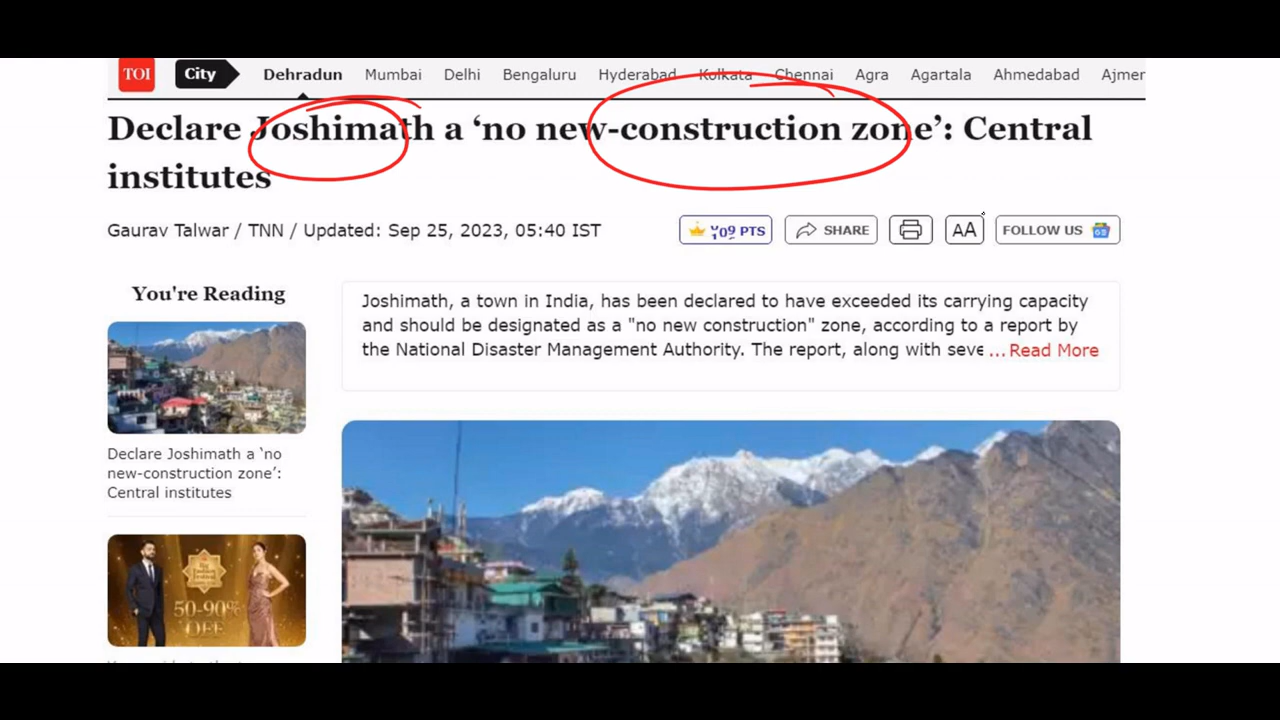 TOI City Dehradun Mumbai Delhi Bengaluru Hyderabad Kolkata Chennai Agra Agartala Ahmedabad Ajmer
Declare Joshimath a ‘no new-construction zone’: Central
institutes
Gaurav Talwar / TNN / Updated: Sep 25, 2023, 05:40 IST
PTS SHARE AA FOLLOW US
You're Reading
Declare Joshimath a ‘no
new-construction zone’:
Central institutes
50-90%
OFF
Joshimath, a town in India, has been declared to have exceeded its carrying capacity
and should be designated as a "no new construction" zone, according to a report by
the National Disaster Management Authority. The report, along with seve ... Read More